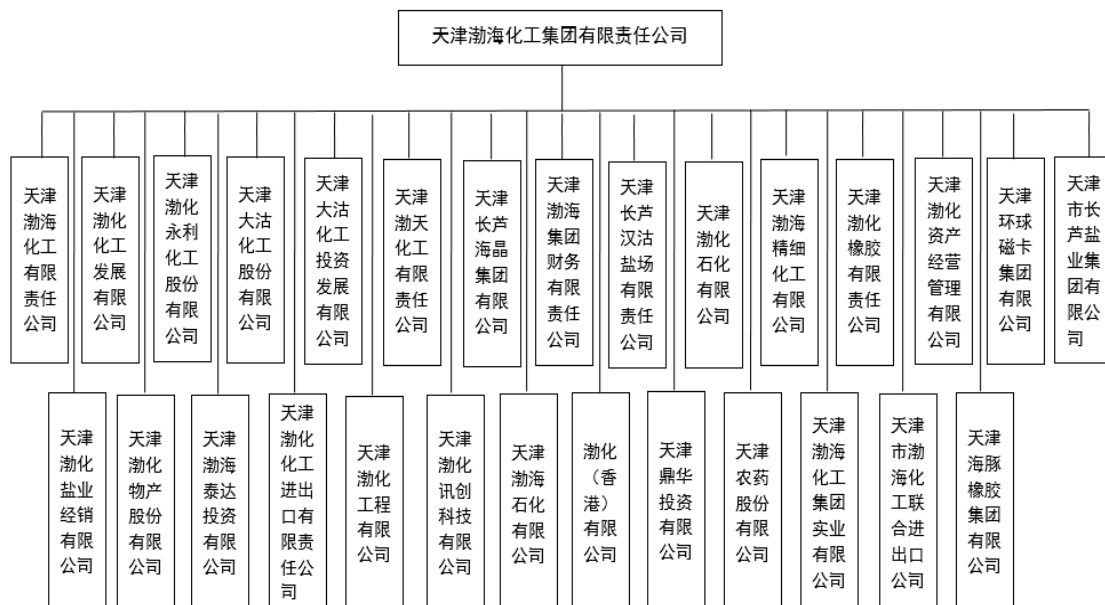 天津渤海化工集团有限责任公司
天津
渤海
化工
有限
责任
公司
天津
渤化
化工
发展
有限
公司
天津
渤化
永利
化工
股份
有限
公司
天津
大沽
化工
股份
有限
公司
天津
大沽
化工
投资
发展
有限
公司
天津
渤天
化工
有限
责任
公司
天津
长芦
海晶
集团
有限
公司
天津
渤海
集团
财务
有限
责任
公司
天津
长芦
汉沽
盐场
有限
责任
公司
天津
渤化
石化
有限
公司
天津
渤海
精细
化工
有限
公司
天津
渤化
橡胶
有限
责任
公司
天津
渤化
资产
经营
管理
有限
公司
天津
环球
磁卡
集团
有限
公司
天津
市长
芦盐
业集
团有
限公
司
天津
渤化
盐业
经销
有限
公司
天津
渤化
物产
股份
有限
公司
天津
渤海
泰达
投资
有限
公司
天津
渤化
化工
进出
口有
限责
任公
司
天津
渤化
工程
有限
公司
天津
渤化
讯创
科技
有限
公司
天津
渤海
石化
有限
公司
渤化
（香
港）
有限
公司
天津
鼎华
投资
有限
公司
天津
农药
股份
有限
公司
天津
渤海
化工
集团
实业
有限
公司
天津
市渤
海化
工联
合进
出口
公司
天津
海豚
橡胶
集团
有限
公司